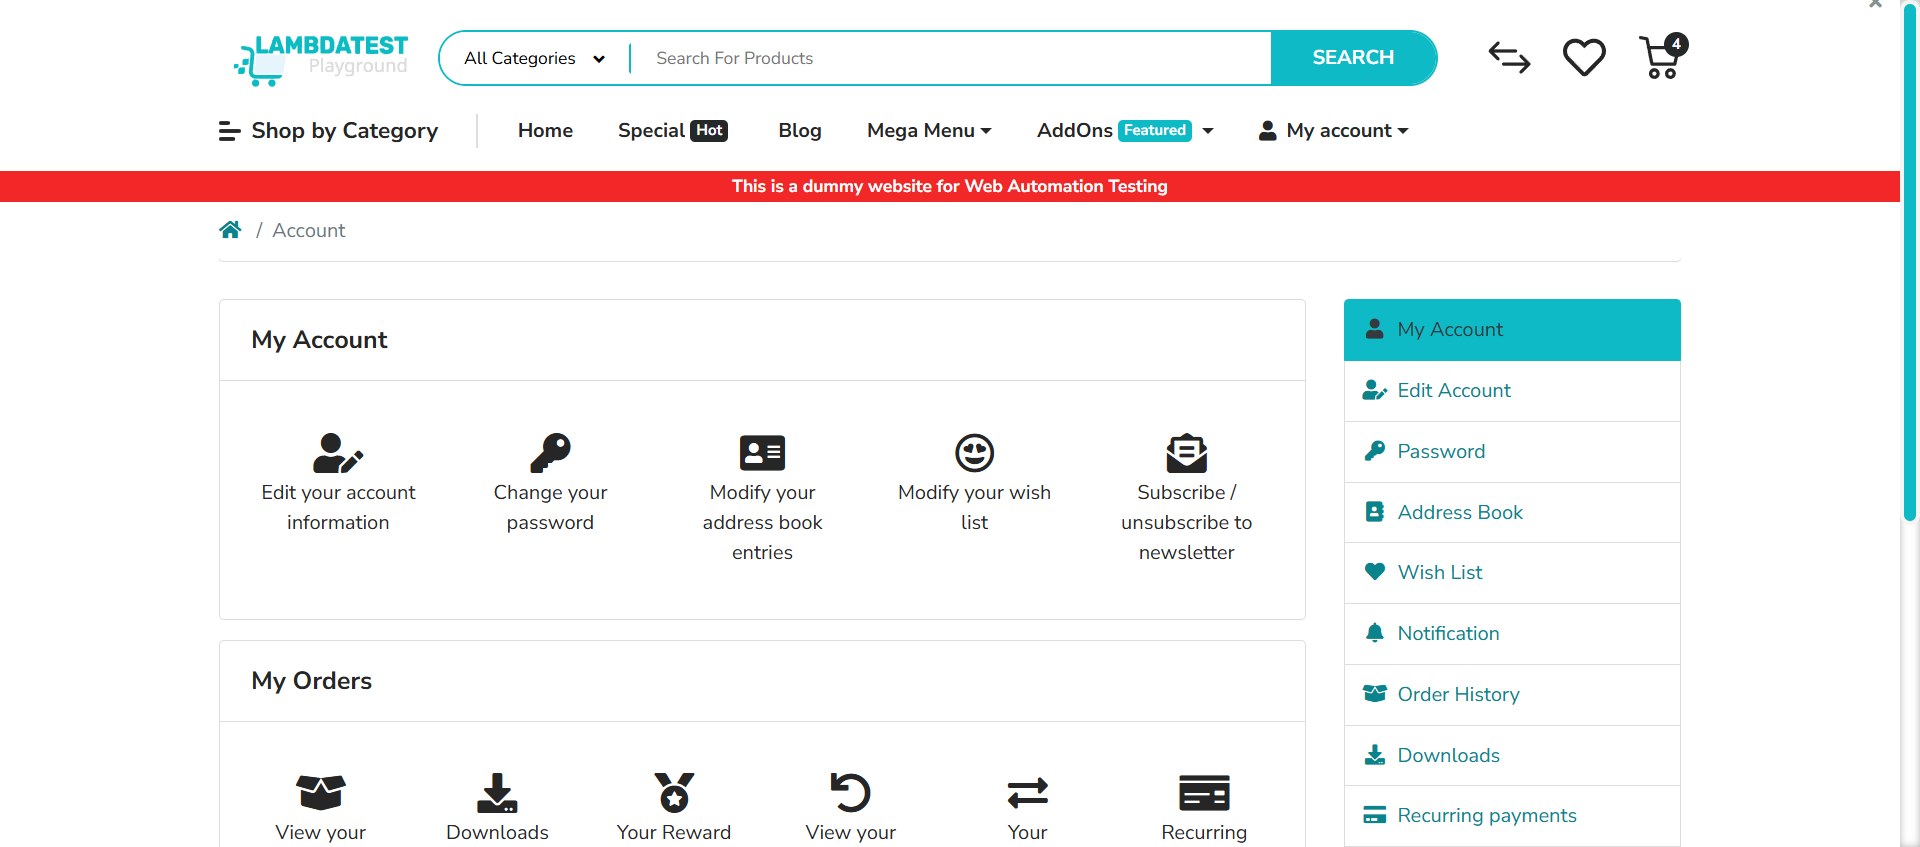 LAMBDATEST
Playground
All Categories
Search For Products
SEARCH
4
Shop by Category
Home
Special Hot
Blog
Mega Menu
AddOns Featured
My account
This is a dummy website for Web Automation Testing
/ Account
My Account
Edit your account
information
Change your
password
Modify your
address book
entries
Modify your wish
list
Subscribe /
unsubscribe to
newsletter
My Orders
View your
Downloads
Your Reward
View your
Your
Recurring
My Account
Edit Account
Password
Address Book
Wish List
Notification
Order History
Downloads
Recurring payments